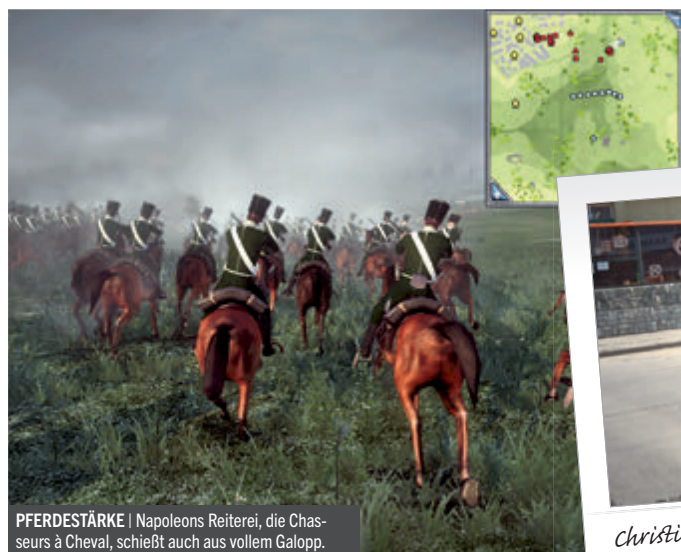 PFERDESTÄRKE | Napoleons Reiterei, die Chas-
seurs à Cheval, schießt auch aus vollem Galopp.
Christi